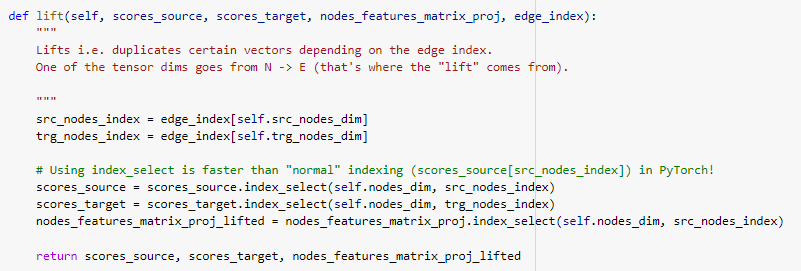 def lift(self, scores_source, scores_target, nodes_features_matrix_proj, edge_index):
    """
    Lifts i.e. duplicates certain vectors depending on the edge index.
    One of the tensor dims goes from N -> E (that's where the "lift" comes from).
    """
    src_nodes_index = edge_index[self.src_nodes_dim]
    trg_nodes_index = edge_index[self.trg_nodes_dim]
    # Using index_select is faster than "normal" indexing (scores_source[src_nodes_index]) in PyTorch!
    scores_source = scores_source.index_select(self.nodes_dim, src_nodes_index)
    scores_target = scores_target.index_select(self.nodes_dim, trg_nodes_index)
    nodes_features_matrix_proj_lifted = nodes_features_matrix_proj.index_select(self.nodes_dim, src_nodes_index)
    return scores_source, scores_target, nodes_features_matrix_proj_lifted